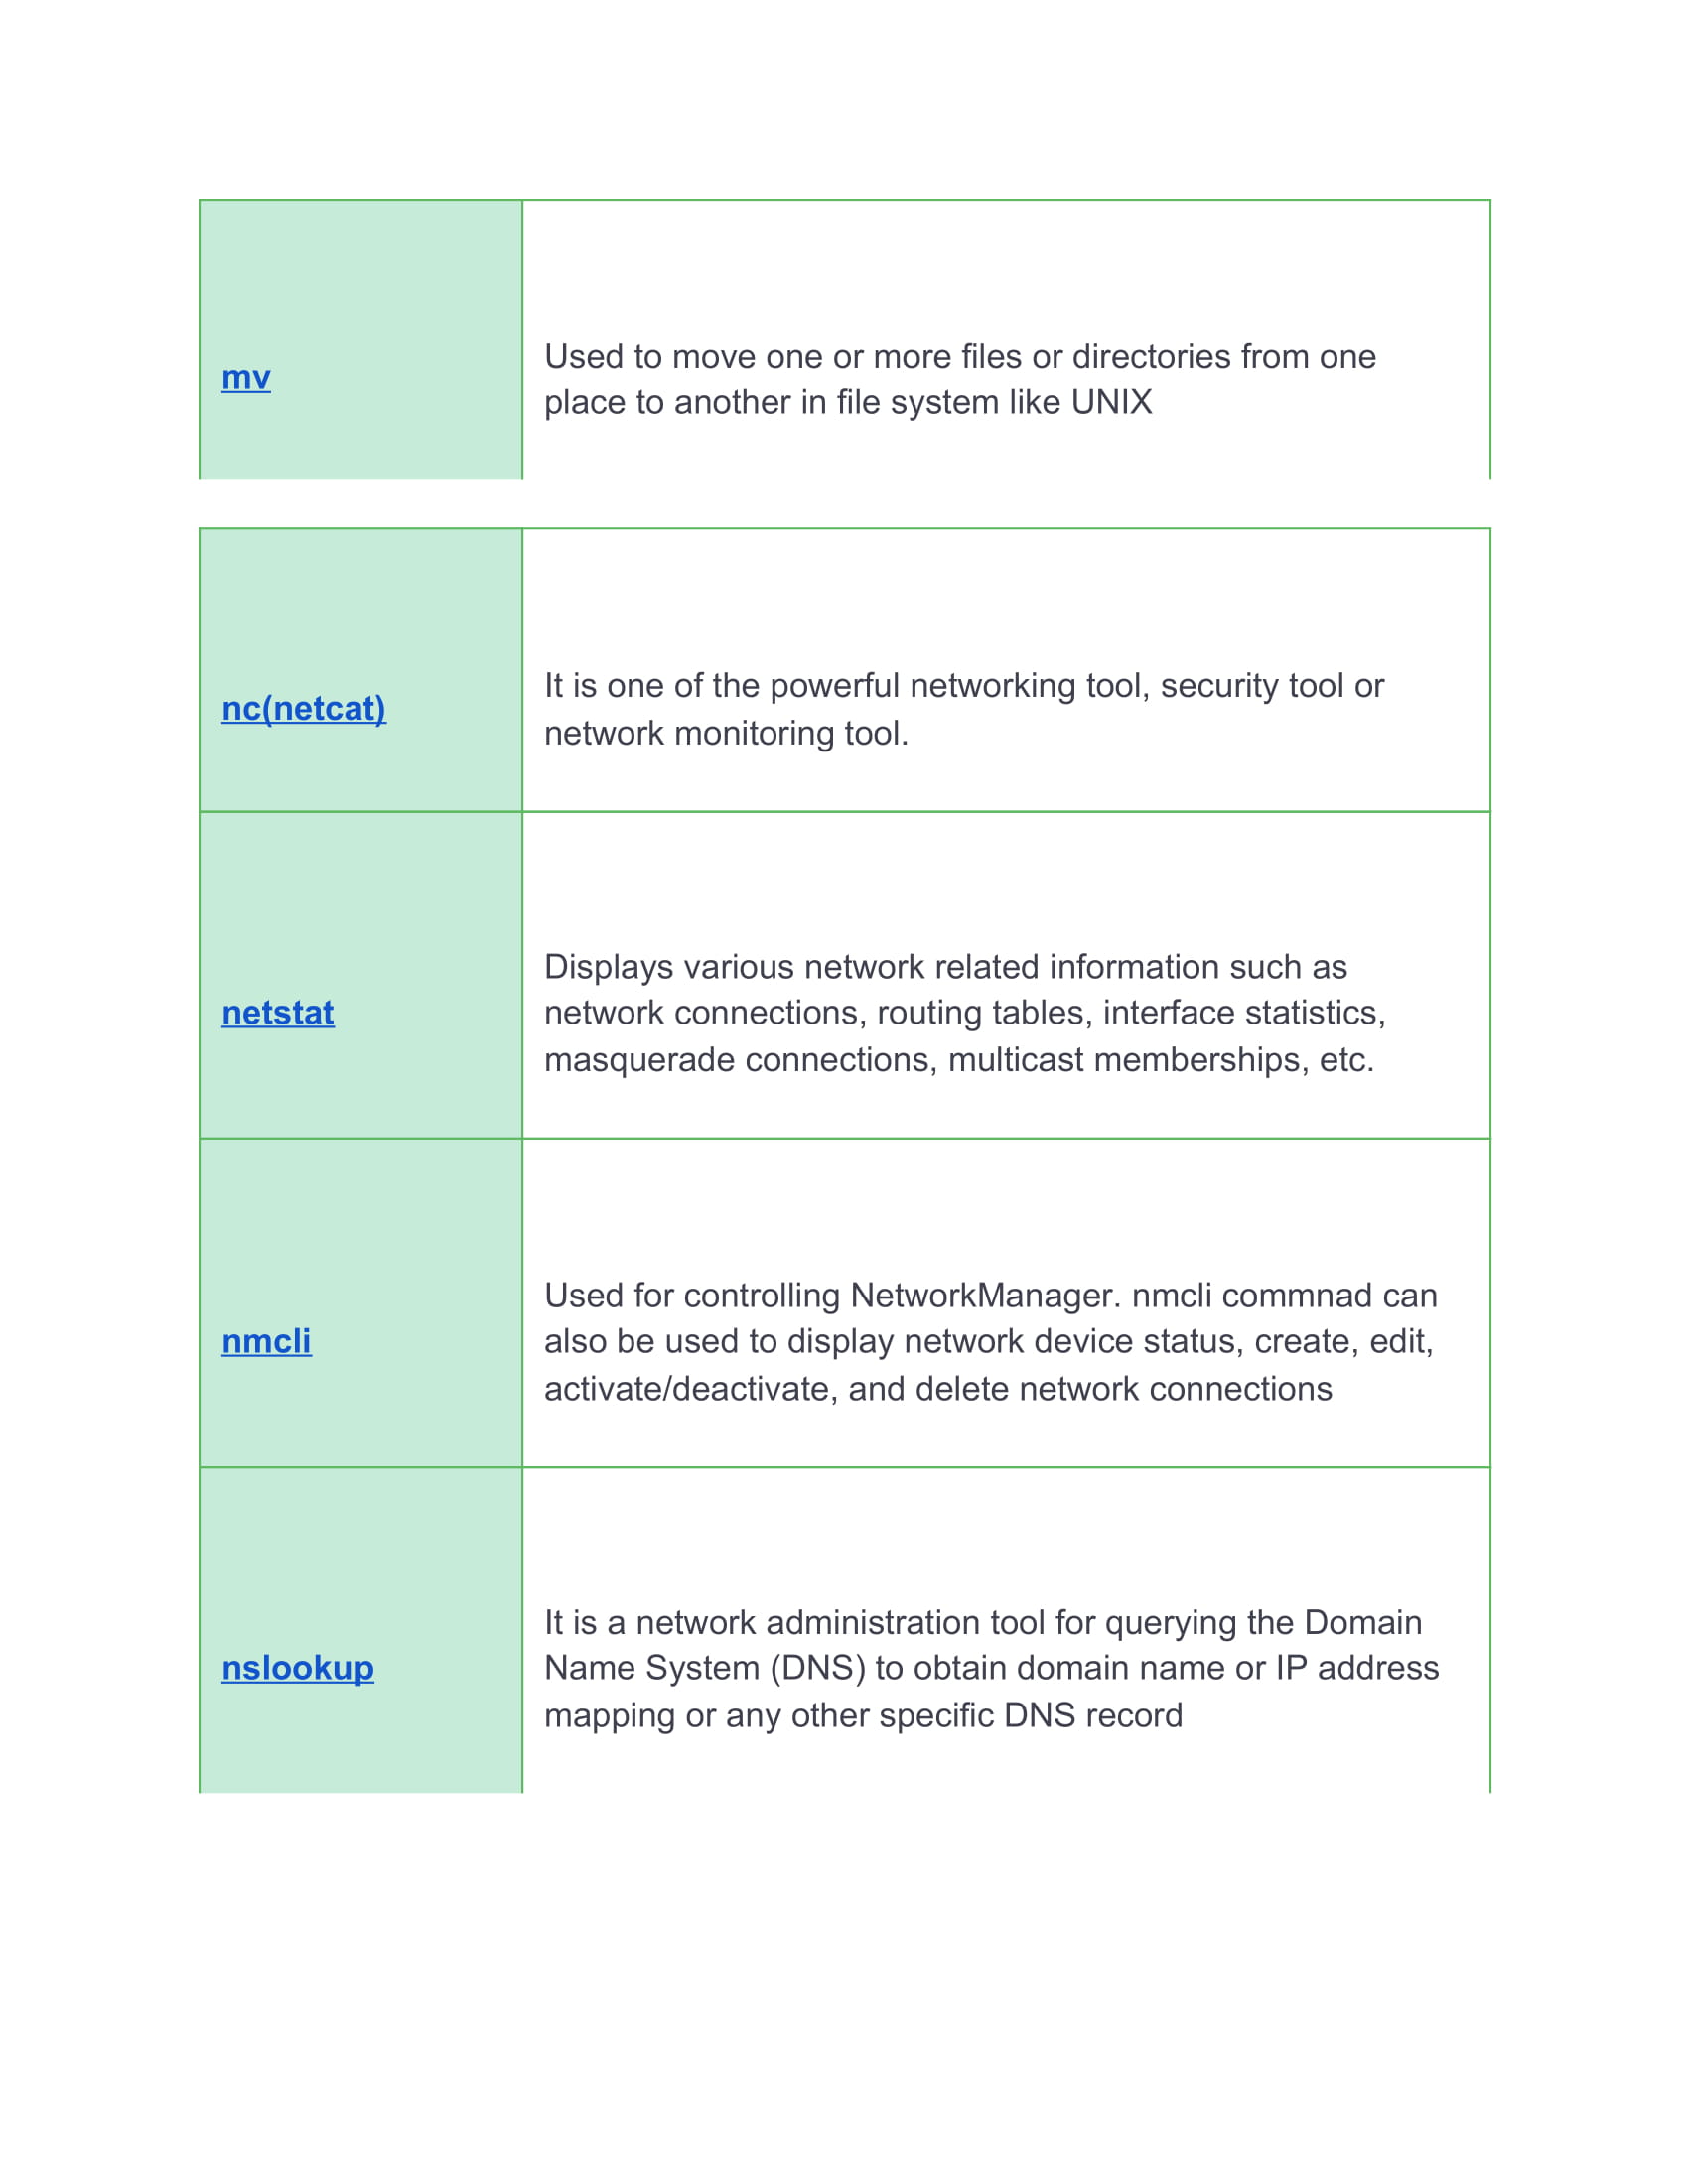 mv
Used to move one or more files or directories from one
place to another in file system like UNIX
nc(netcat)
It is one of the powerful networking tool, security tool or
network monitoring tool.
netstat
Displays various network related information such as
network connections, routing tables, interface statistics,
masquerade connections, multicast memberships, etc.
nmcli
Used for controlling NetworkManager. nmcli commnad can
also be used to display network device status, create, edit,
activate/deactivate, and delete network connections
nslookup
It is a network administration tool for querying the Domain
Name System (DNS) to obtain domain name or IP address
mapping or any other specific DNS record